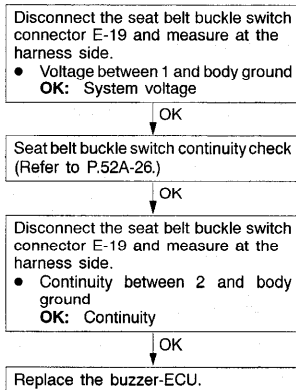 Disconnect the seat belt buckle switch
connector E-19 and measure at the
harness side.
● Voltage between 1 and body ground
OK: System voltage
OK
Seat belt buckle switch continuity check
(Refer to P.52A-26.)
OK
Disconnect the seat belt buckle switch
connector E-19 and measure at the
harness side.
● Continuity between 2 and body
ground
OK: Continuity
OK
Replace the buzzer-ECU.